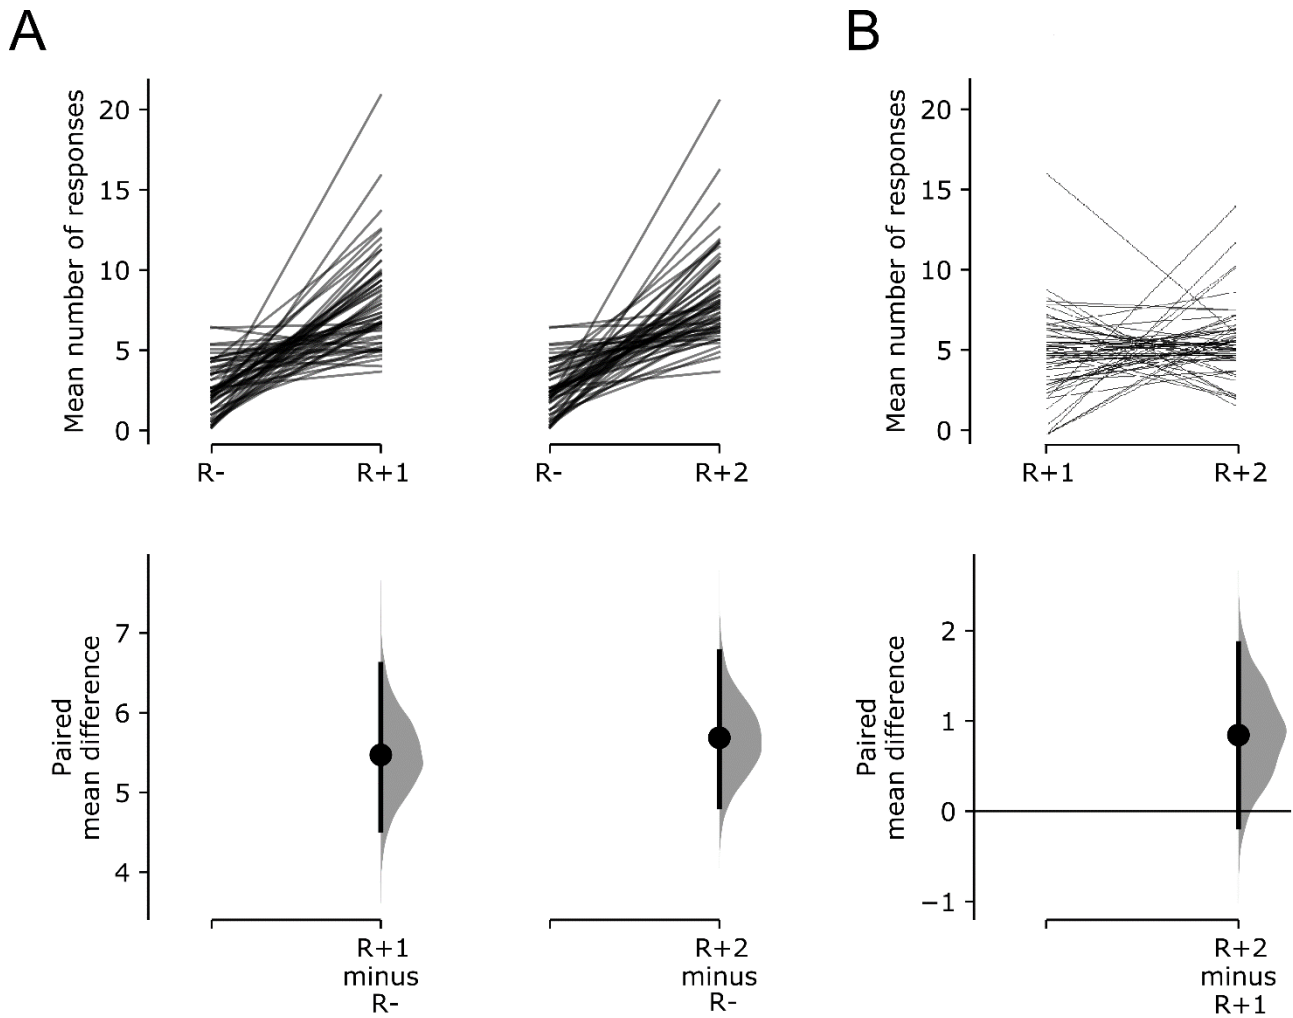 A
B
Mean number of responses
20
15
10
5
0
R-
R+1
R-
R+2
Mean number of responses
20
15
10
5
0
R+1
R+2
Paired
mean difference
7
6
5
4
R+1
minus
R-
R+2
minus
R-
Paired
mean difference
2
1
0
−1
R+2
minus
R+1